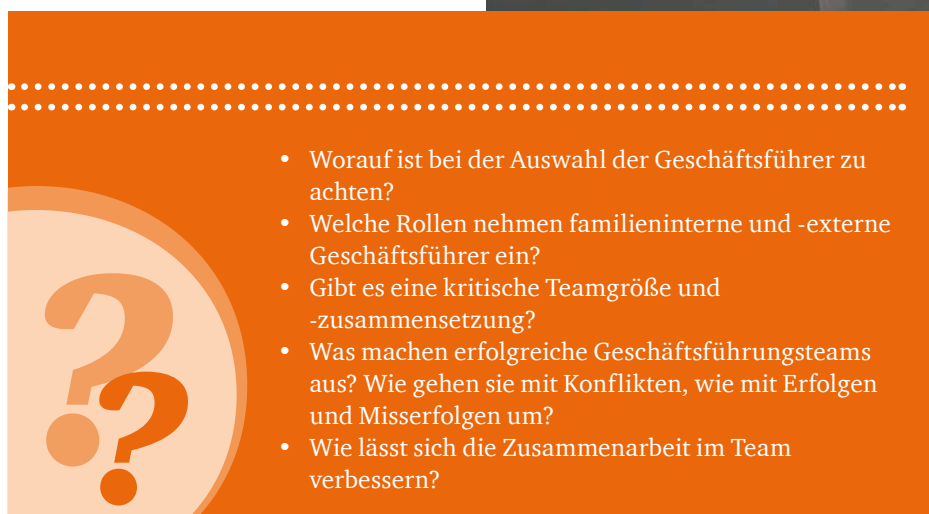 • Worauf ist bei der Auswahl der Geschäftsführer zu
achten?
• Welche Rollen nehmen familieninterne und -externe
Geschäftsführer ein?
• Gibt es eine kritische Teamgröße und
-zusammensetzung?
• Was machen erfolgreiche Geschäftsführungsteams
aus? Wie gehen sie mit Konflikten, wie mit Erfolgen
und Misserfolgen um?
• Wie lässt sich die Zusammenarbeit im Team
verbessern?
??